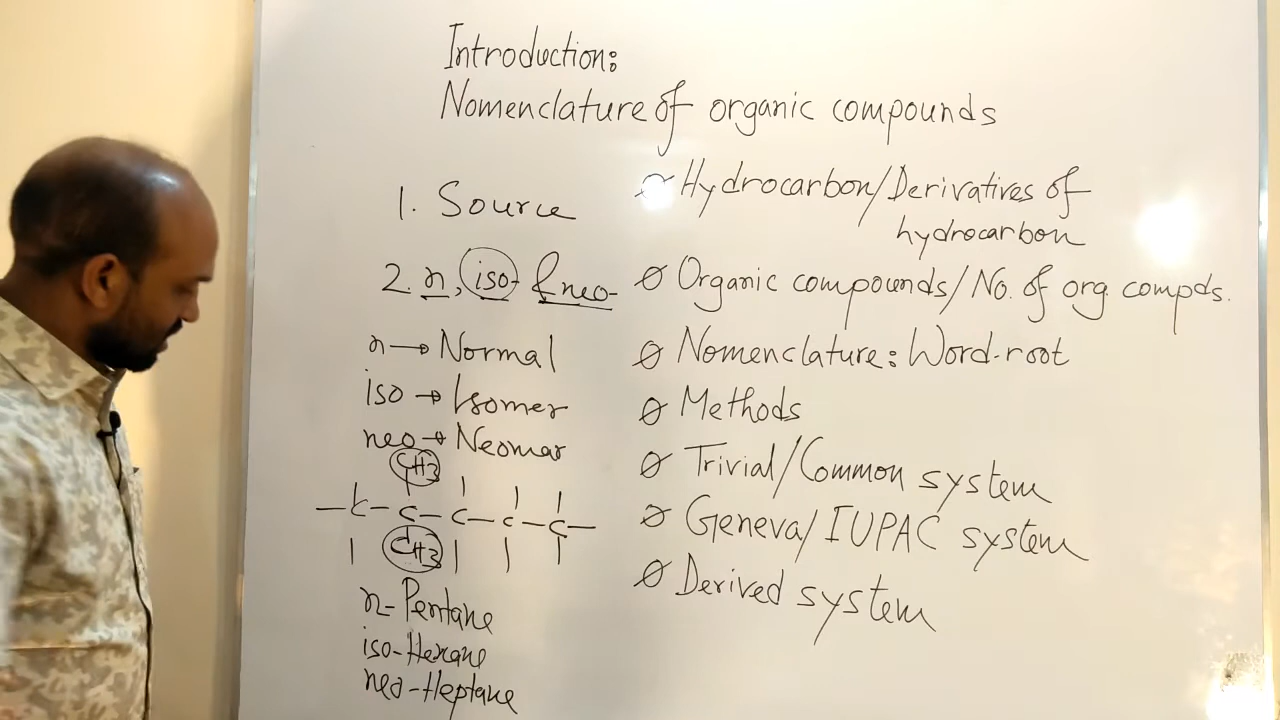 Introduction:
Nomenclature of organic compounds
1. Source
2. n, iso- & neo-
n → Normal
iso → Isomer
neo → Neomar
CH3
— C — C — C — C — C —
CH3
n-Pentane
iso-Hexane
neo-Heptane
Hydrocarbon/Derivatives of
hydrocarbon
Organic compounds/No. of org. compds.
Nomenclature: Word-root
Methods
Trivial/Common system
Geneva/IUPAC system
Derived system